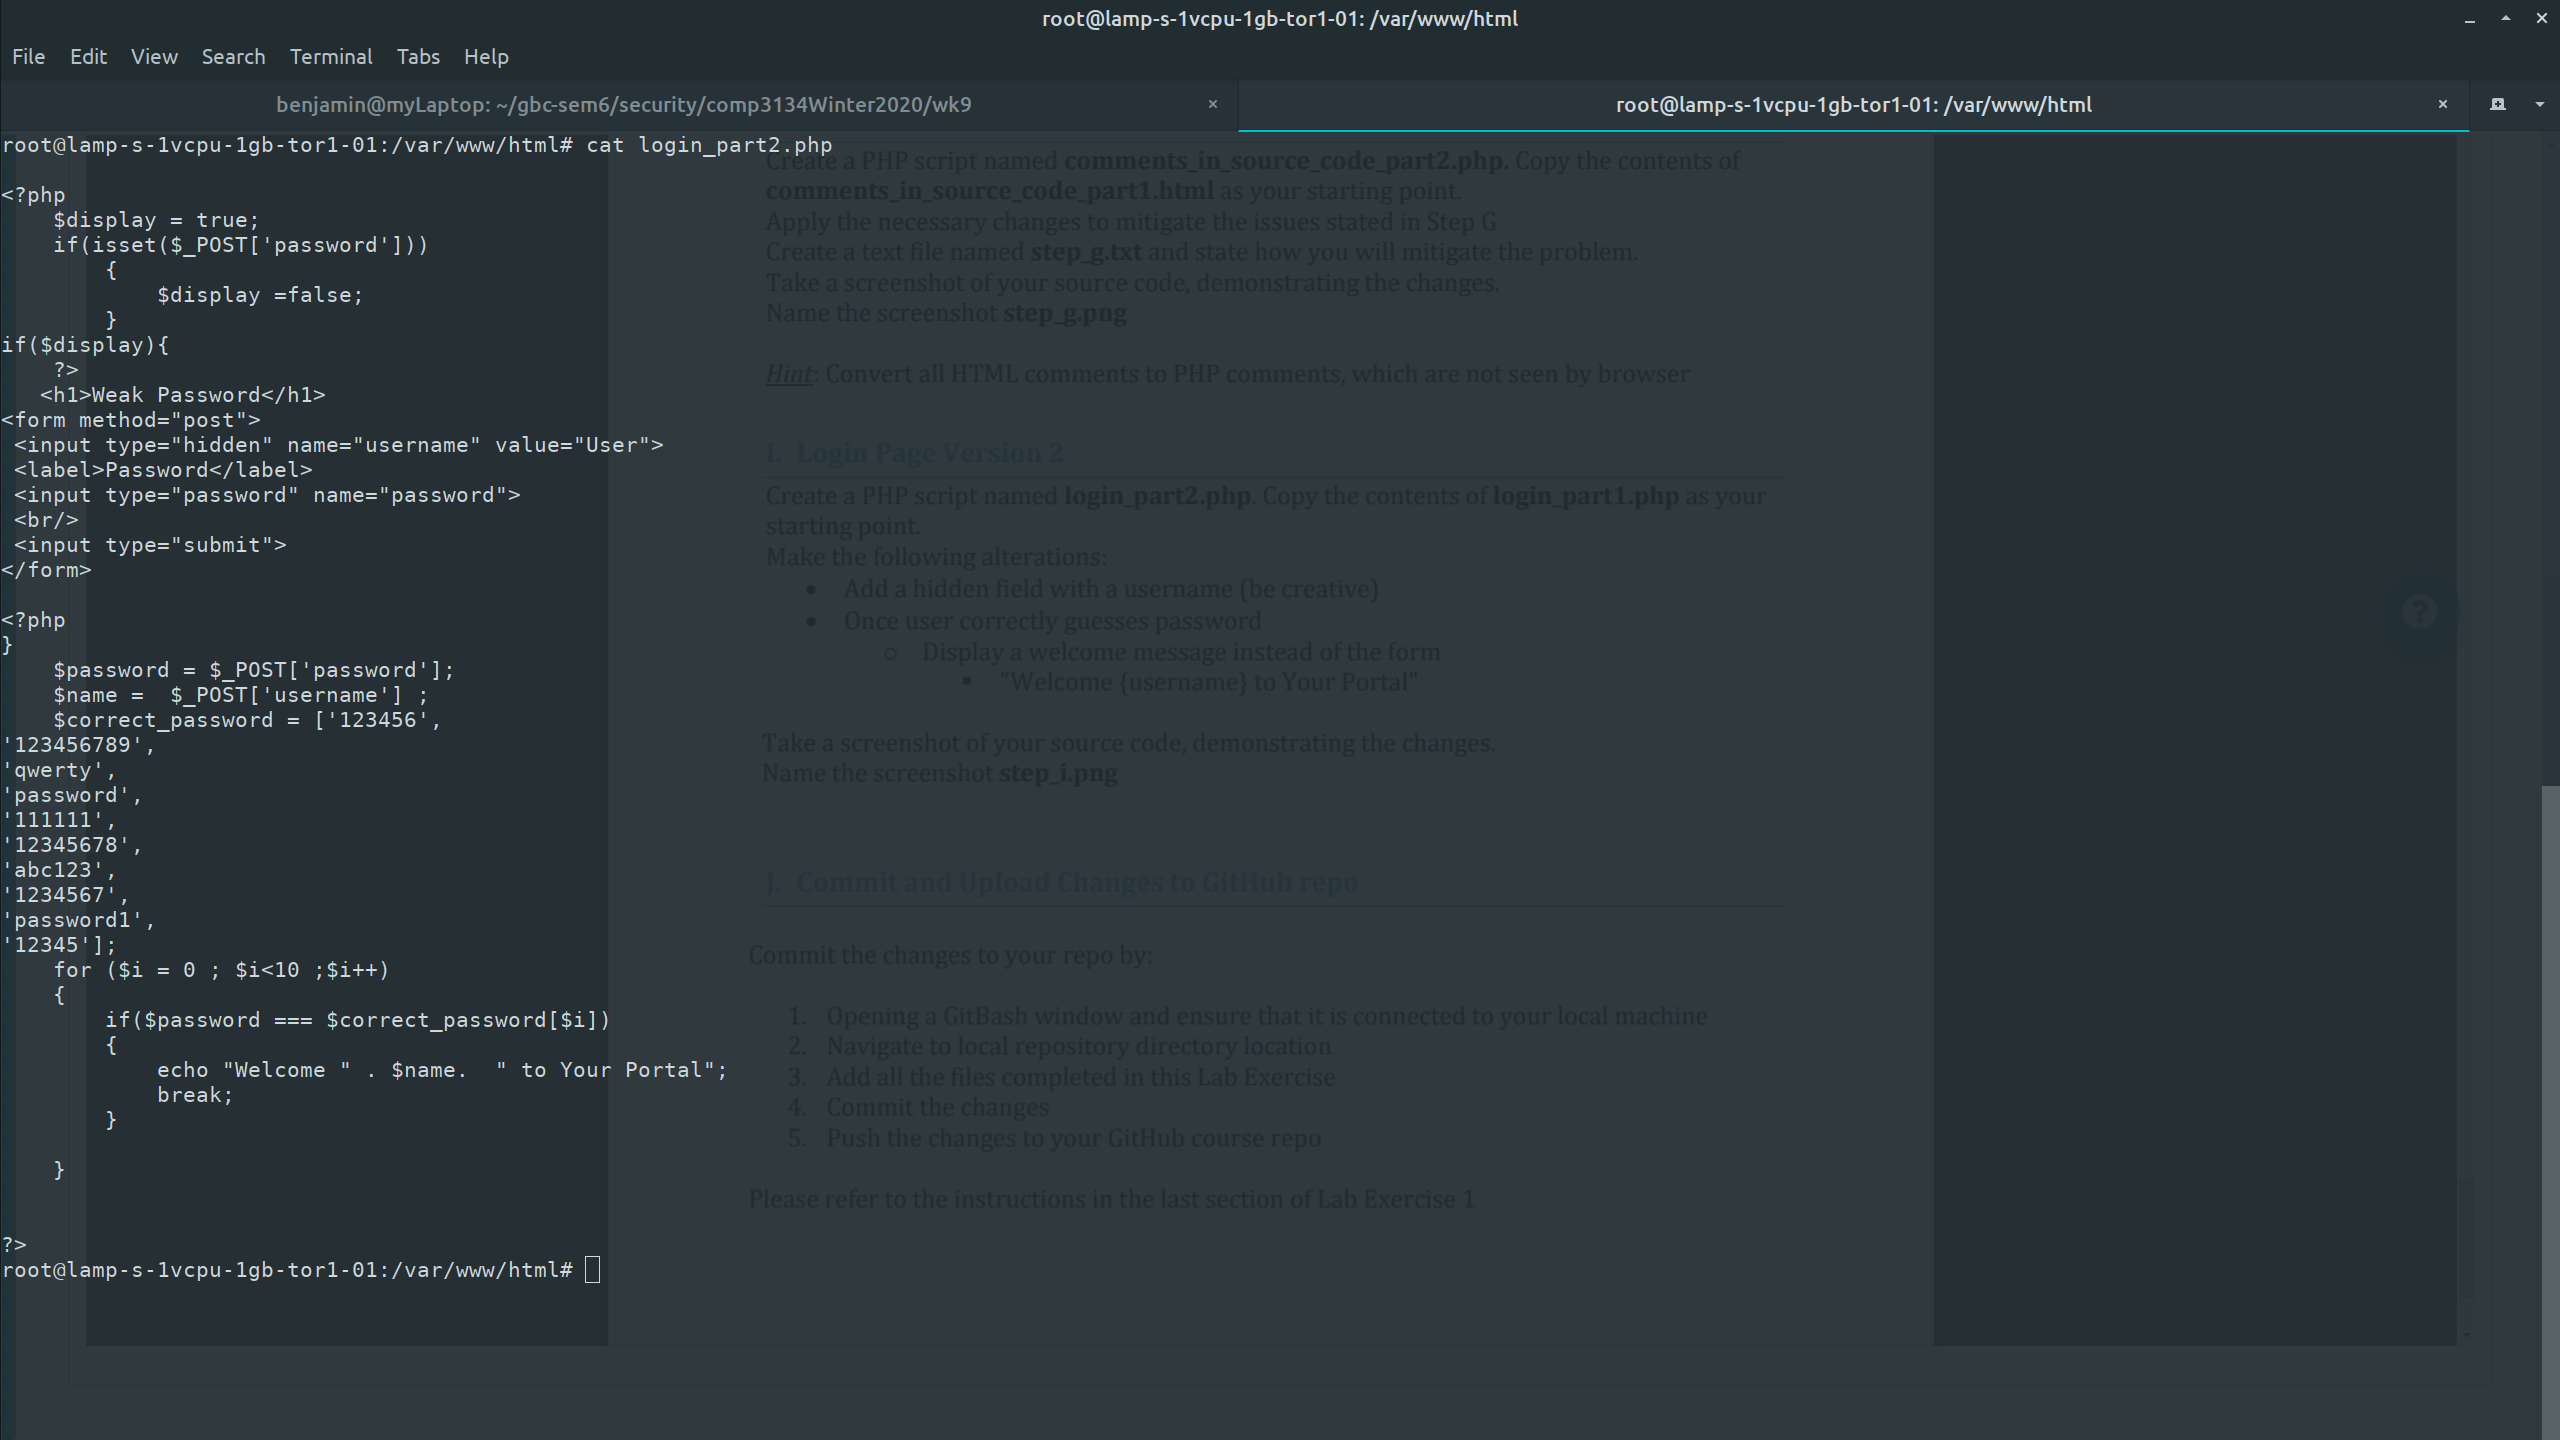 root@lamp-s-1vcpu-1gb-tor1-01: /var/www/html
File Edit View Search Terminal Tabs Help
benjamin@myLaptop: ~/gbc-sem6/security/comp3134Winter2020/wk9 ×
root@lamp-s-1vcpu-1gb-tor1-01: /var/www/html ×
root@lamp-s-1vcpu-1gb-tor1-01:/var/www/html# cat login_part2.php
<?php
    $display = true;
    if(isset($_POST['password']))
        {
            $display =false;
        }
if($display){
    ?>
   <h1>Weak Password</h1>
<form method="post">
 <input type="hidden" name="username" value="User">
 <label>Password</label>
 <input type="password" name="password">
 <br/>
 <input type="submit">
</form>
<?php
}
    $password = $_POST['password'];
    $name =  $_POST['username'] ;
    $correct_password = ['123456',
'123456789',
'qwerty',
'password',
'111111',
'12345678',
'abc123',
'1234567',
'password1',
'12345'];
    for ($i = 0 ; $i<10 ;$i++)
    {
        if($password === $correct_password[$i])
        {
            echo "Welcome " . $name.  " to Your Portal";
            break;
        }
    }
?>
root@lamp-s-1vcpu-1gb-tor1-01:/var/www/html#
Create a PHP script named comments_in_source_code_part2.php. Copy the contents of
comments_in_source_code_part1.html as your starting point.
Apply the necessary changes to mitigate the issues stated in Step G
Create a text file named step_g.txt and state how you will mitigate the problem.
Take a screenshot of your source code, demonstrating the changes.
Name the screenshot step_g.png
Hint: Convert all HTML comments to PHP comments, which are not seen by browser
I. Login Page Version 2
Create a PHP script named login_part2.php. Copy the contents of login_part1.php as your
starting point.
Make the following alterations:
• Add a hidden field with a username (be creative)
• Once user correctly guesses password
o Display a welcome message instead of the form
▪ "Welcome {username} to Your Portal"
Take a screenshot of your source code, demonstrating the changes.
Name the screenshot step_i.png
J. Commit and Upload Changes to GitHub repo
Commit the changes to your repo by:
1. Opening a GitBash window and ensure that it is connected to your local machine
2. Navigate to local repository directory location
3. Add all the files completed in this Lab Exercise
4. Commit the changes
5. Push the changes to your GitHub course repo
Please refer to the instructions in the last section of Lab Exercise 1